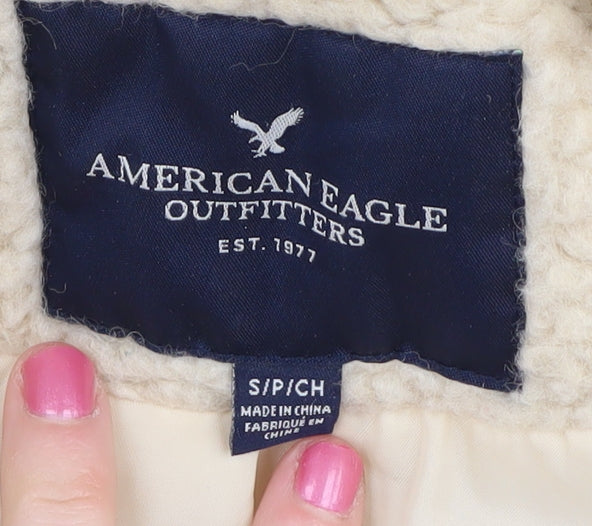 AMERICAN EAGLE
OUTFITTERS
EST. 1977
S/P/CH
MADE IN CHINA
FABRIQUÉ EN
CHINE